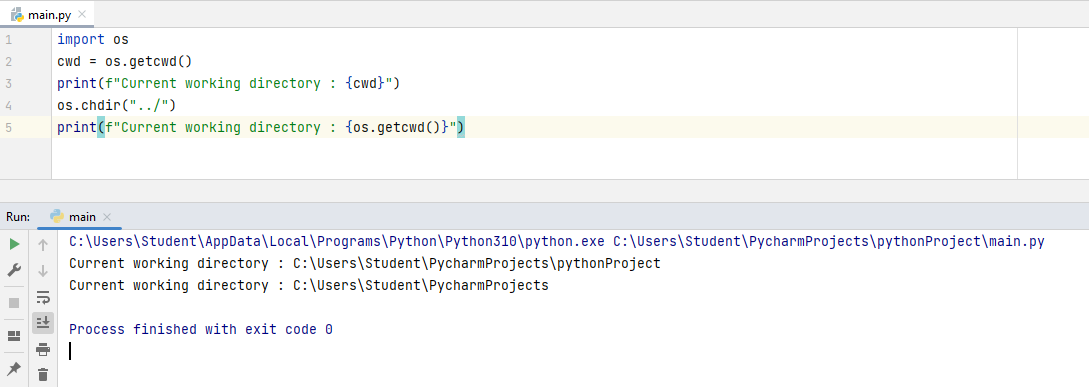 main.py
1 import os
2 cwd = os.getcwd()
3 print(f"Current working directory : {cwd}")
4 os.chdir("../")
5 print(f"Current working directory : {os.getcwd()}")
Run: main
C:\Users\Student\AppData\Local\Programs\Python\Python310\python.exe C:\Users\Student\PycharmProjects\pythonProject\main.py
Current working directory : C:\Users\Student\PycharmProjects\pythonProject
Current working directory : C:\Users\Student\PycharmProjects
Process finished with exit code 0